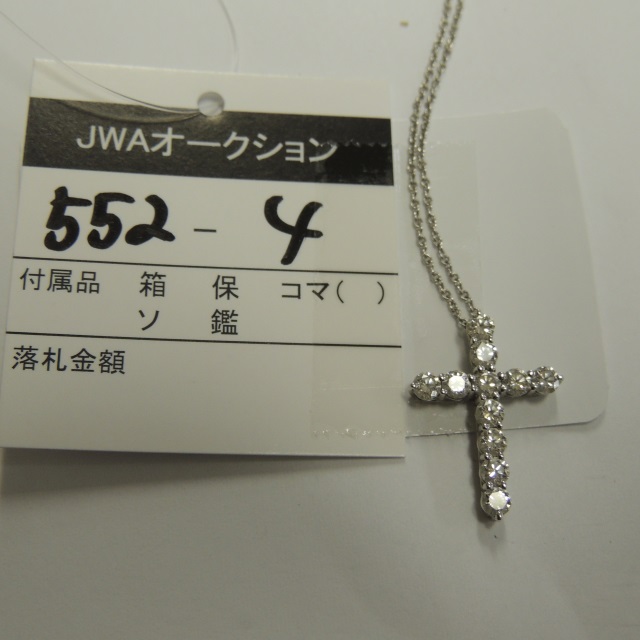 JWAオークション
552-4
付属品 箱 保 コマ( )
ソ 鑑
落札金額